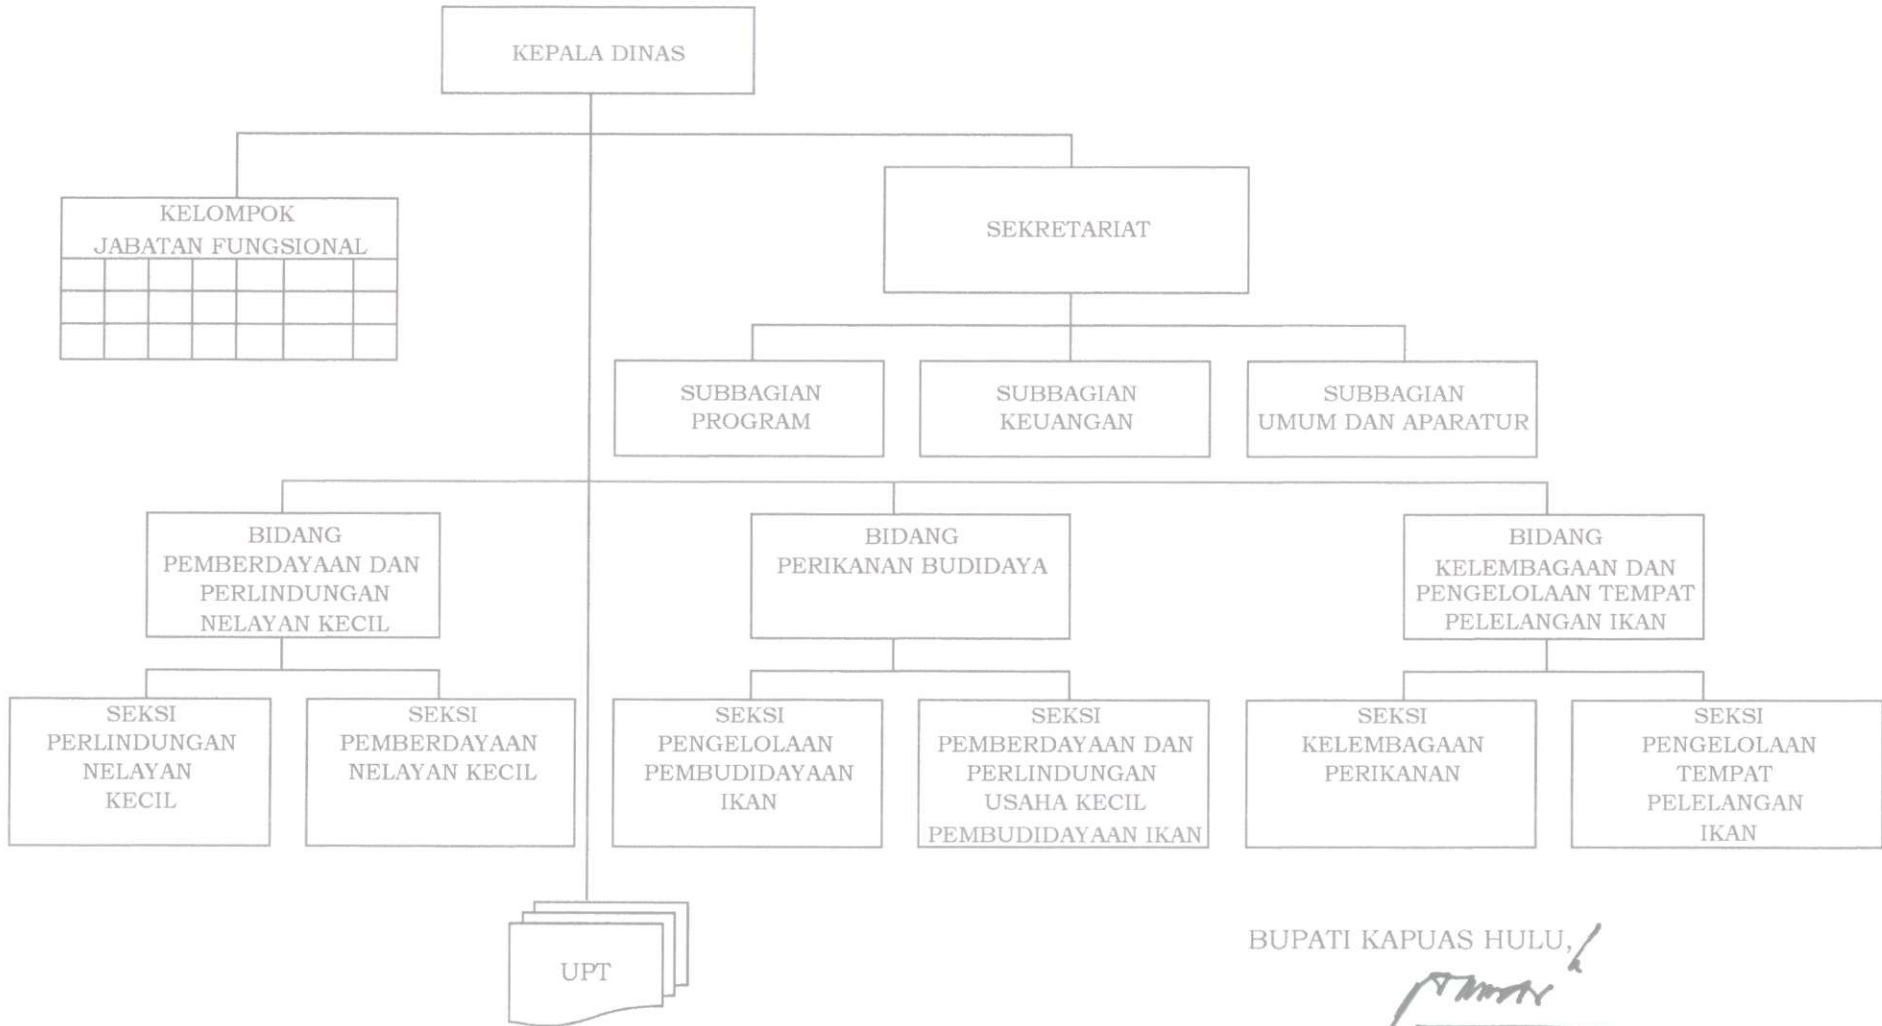 KEPALA DINAS
KELOMPOK
JABATAN FUNGSIONAL
SEKRETARIAT
SUBBAGIAN
PROGRAM
SUBBAGIAN
KEUANGAN
SUBBAGIAN
UMUM DAN APARATUR
BIDANG
PEMBERDAYAAN DAN
PERLINDUNGAN
NELAYAN KECIL
BIDANG
PERIKANAN BUDIDAYA
BIDANG
KELEMBAGAAN DAN
PENGELOLAAN TEMPAT
PELELANGAN IKAN
SEKSI
PERLINDUNGAN
NELAYAN
KECIL
SEKSI
PEMBERDAYAAN
NELAYAN KECIL
SEKSI
PENGELOLAAN
PEMBUDIDAYAAN
IKAN
SEKSI
PEMBERDAYAAN DAN
PERLINDUNGAN
USAHA KECIL
PEMBUDIDAYAAN IKAN
SEKSI
KELEMBAGAAN
PERIKANAN
SEKSI
PENGELOLAAN
TEMPAT
PELELANGAN
IKAN
UPT
BUPATI KAPUAS HULU,